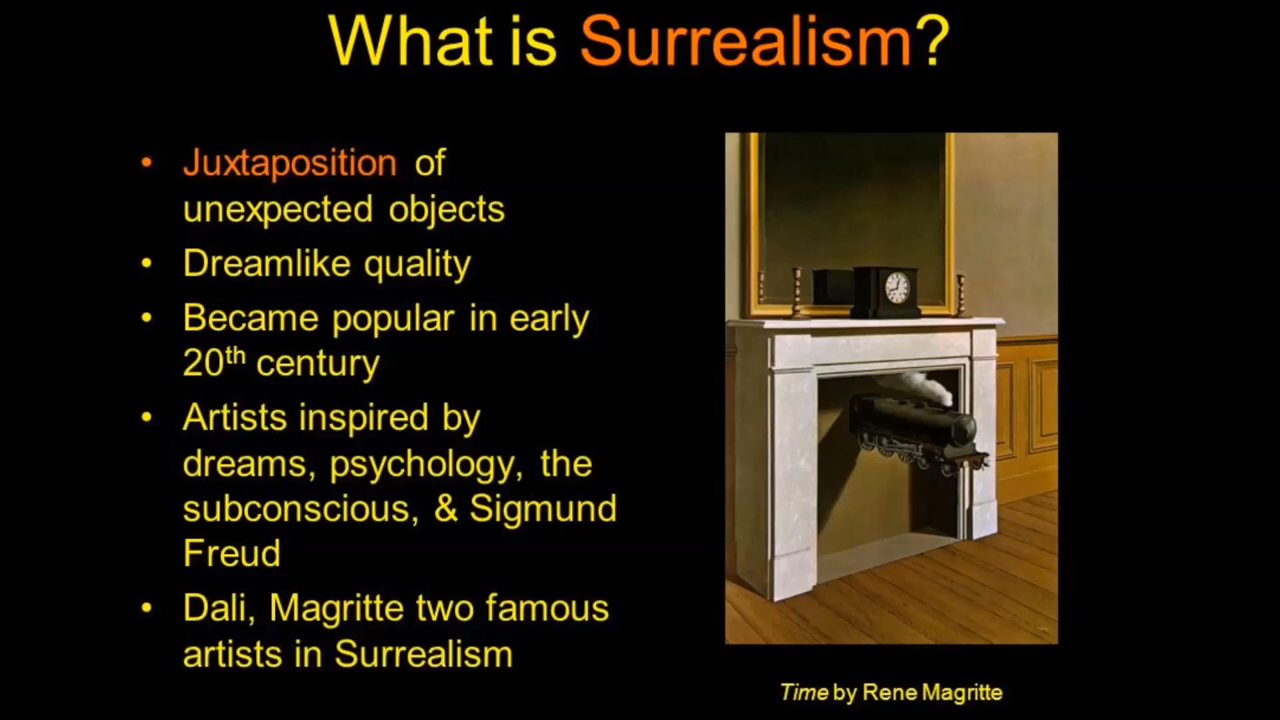 What is Surrealism?
• Juxtaposition of
unexpected objects
• Dreamlike quality
• Became popular in early
20th century
• Artists inspired by
dreams, psychology, the
subconscious, & Sigmund
Freud
• Dali, Magritte two famous
artists in Surrealism
Time by Rene Magritte